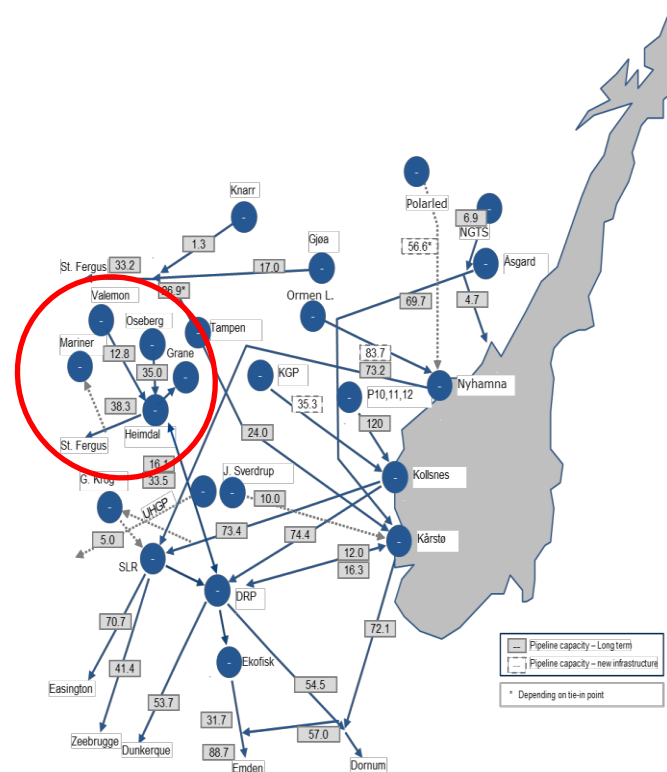 Polarled
Knarr
6.9
NGTS
Gjøa
1.3
56.6*
St. Fergus
33.2
17.0
Åsgard
26.9*
Valemon
Ormen L.
69.7
4.7
Oseberg
Tampen
Mariner
Grane
12.8
83.7
35.0
73.2
KGP
P10,11,12
Nyhamna
35.3
38.3
St. Fergus
Heimdal
120
24.0
16.1
33.5
J. Sverdrup
G. Krog
Kollsnes
UHGP
10.0
73.4
74.4
5.0
Kårstø
12.0
SLR
16.3
DRP
70.7
72.1
-- Pipeline capacity – Long term
... Pipeline capacity – new infrastructure
* Depending on tie-in point
41.4
Ekofisk
Easington
54.5
53.7
31.7
57.0
Zeebrugge
Dunkerque
88.7
Emden
Dornum